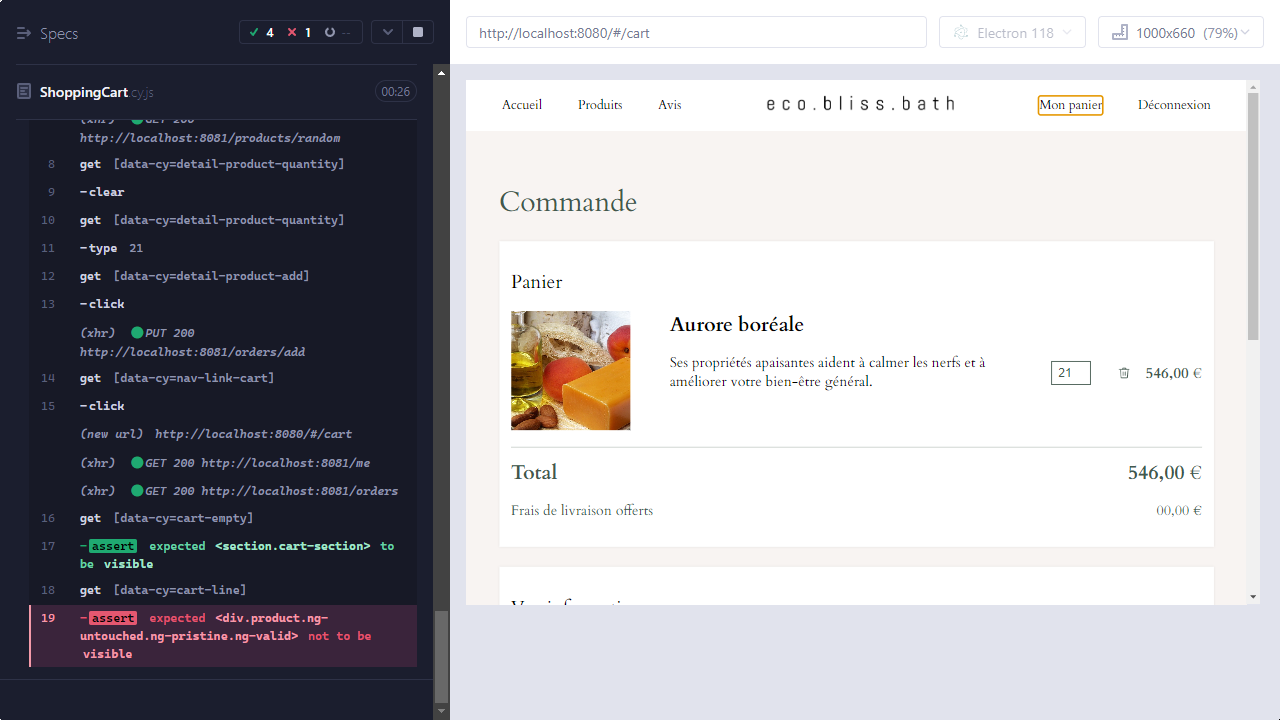 Specs
4
1
--
ShoppingCart.cy.js
00:26
(xhr) GET 200
http://localhost:8081/products/random
8 get [data-cy=detail-product-quantity]
9 -clear
10 get [data-cy=detail-product-quantity]
11 -type 21
12 get [data-cy=detail-product-add]
13 -click
(xhr) PUT 200
http://localhost:8081/orders/add
14 get [data-cy=nav-link-cart]
15 -click
(new url) http://localhost:8080/#/cart
(xhr) GET 200 http://localhost:8081/me
(xhr) GET 200 http://localhost:8081/orders
16 get [data-cy=cart-empty]
17 -assert expected <section.cart-section> to
be visible
18 get [data-cy=cart-line]
19 -assert expected <div.product.ng-
untouched.ng-pristine.ng-valid> not to be
visible
http://localhost:8080/#/cart
Electron 118
1000x660 (79%)
Accueil
Produits
Avis
eco.bliss.bath
Mon panier
Déconnexion
Commande
Panier
Aurore boréale
Ses propriétés apaisantes aident à calmer les nerfs et à
améliorer votre bien-être général.
21
546,00 €
Total
546,00 €
Frais de livraison offerts
00,00 €